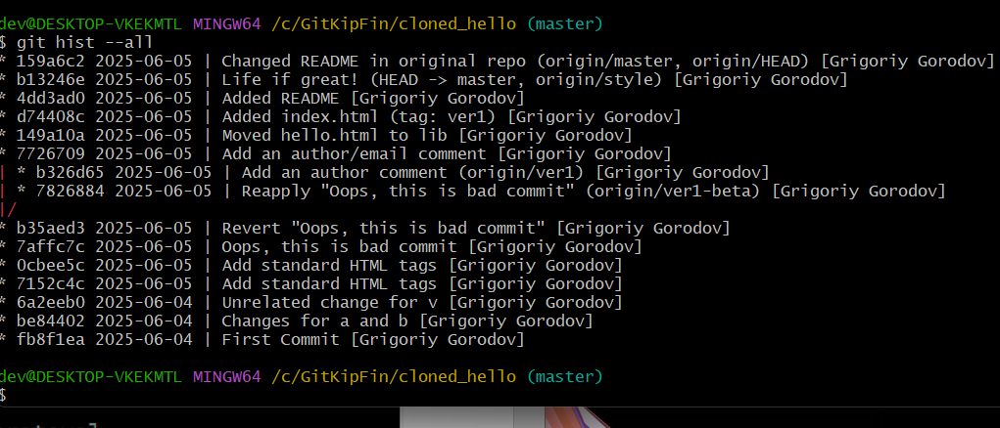 dev@DESKTOP-VKEKMTL MINGW64 /c/GitKipFin/cloned_hello (master)
$ git hist --all
* 159a6c2 2025-06-05 | Changed README in original repo (origin/master, origin/HEAD) [Grigoriy Gorodov]
* b13246e 2025-06-05 | Life if great! (HEAD -> master, origin/style) [Grigoriy Gorodov]
* 4dd3ad0 2025-06-05 | Added README [Grigoriy Gorodov]
* d74408c 2025-06-05 | Added index.html (tag: ver1) [Grigoriy Gorodov]
* 149a10a 2025-06-05 | Moved hello.html to lib [Grigoriy Gorodov]
* 7726709 2025-06-05 | Add an author/email comment [Grigoriy Gorodov]
| * b326d65 2025-06-05 | Add an author comment (origin/ver1) [Grigoriy Gorodov]
| * 7826884 2025-06-05 | Reapply "Oops, this is bad commit" (origin/ver1-beta) [Grigoriy Gorodov]
|/
* b35aed3 2025-06-05 | Revert "Oops, this is bad commit" [Grigoriy Gorodov]
* 7affc7c 2025-06-05 | Oops, this is bad commit [Grigoriy Gorodov]
* 0cbee5c 2025-06-05 | Add standard HTML tags [Grigoriy Gorodov]
* 7152c4c 2025-06-05 | Add standard HTML tags [Grigoriy Gorodov]
* 6a2eeb0 2025-06-04 | Unrelated change for v [Grigoriy Gorodov]
* be84402 2025-06-04 | Changes for a and b [Grigoriy Gorodov]
* fb8f1ea 2025-06-04 | First Commit [Grigoriy Gorodov]
dev@DESKTOP-VKEKMTL MINGW64 /c/GitKipFin/cloned_hello (master)
$